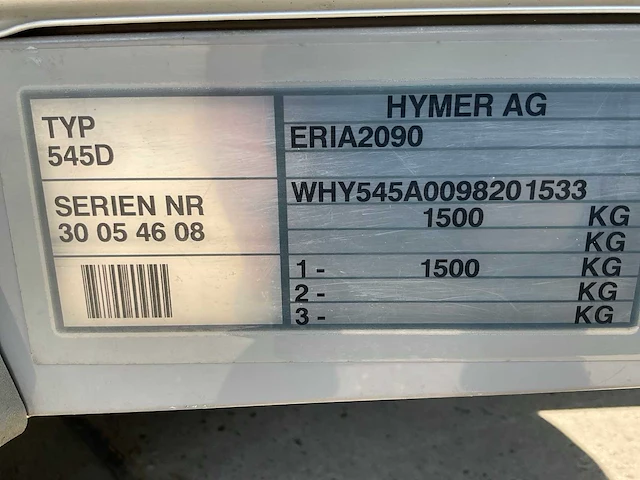 TYP
545D
SERIEN NR
30 05 46 08
HYMER AG
ERIA2090
WHY545A0098201533
1500 KG
KG
1 - 1500 KG
2 - KG
3 - KG